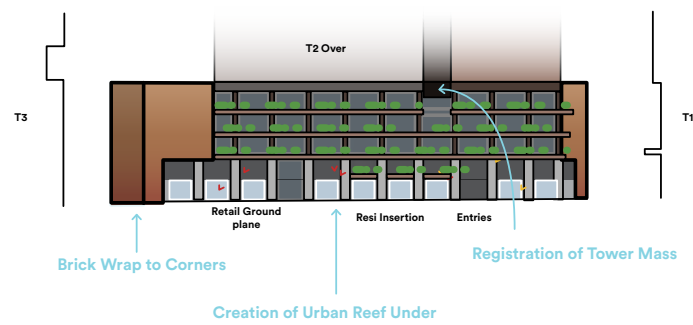 T2 Over
T3
T1
Retail Ground
plane
Resi Insertion
Entries
Brick Wrap to Corners
Registration of Tower Mass
Creation of Urban Reef Under